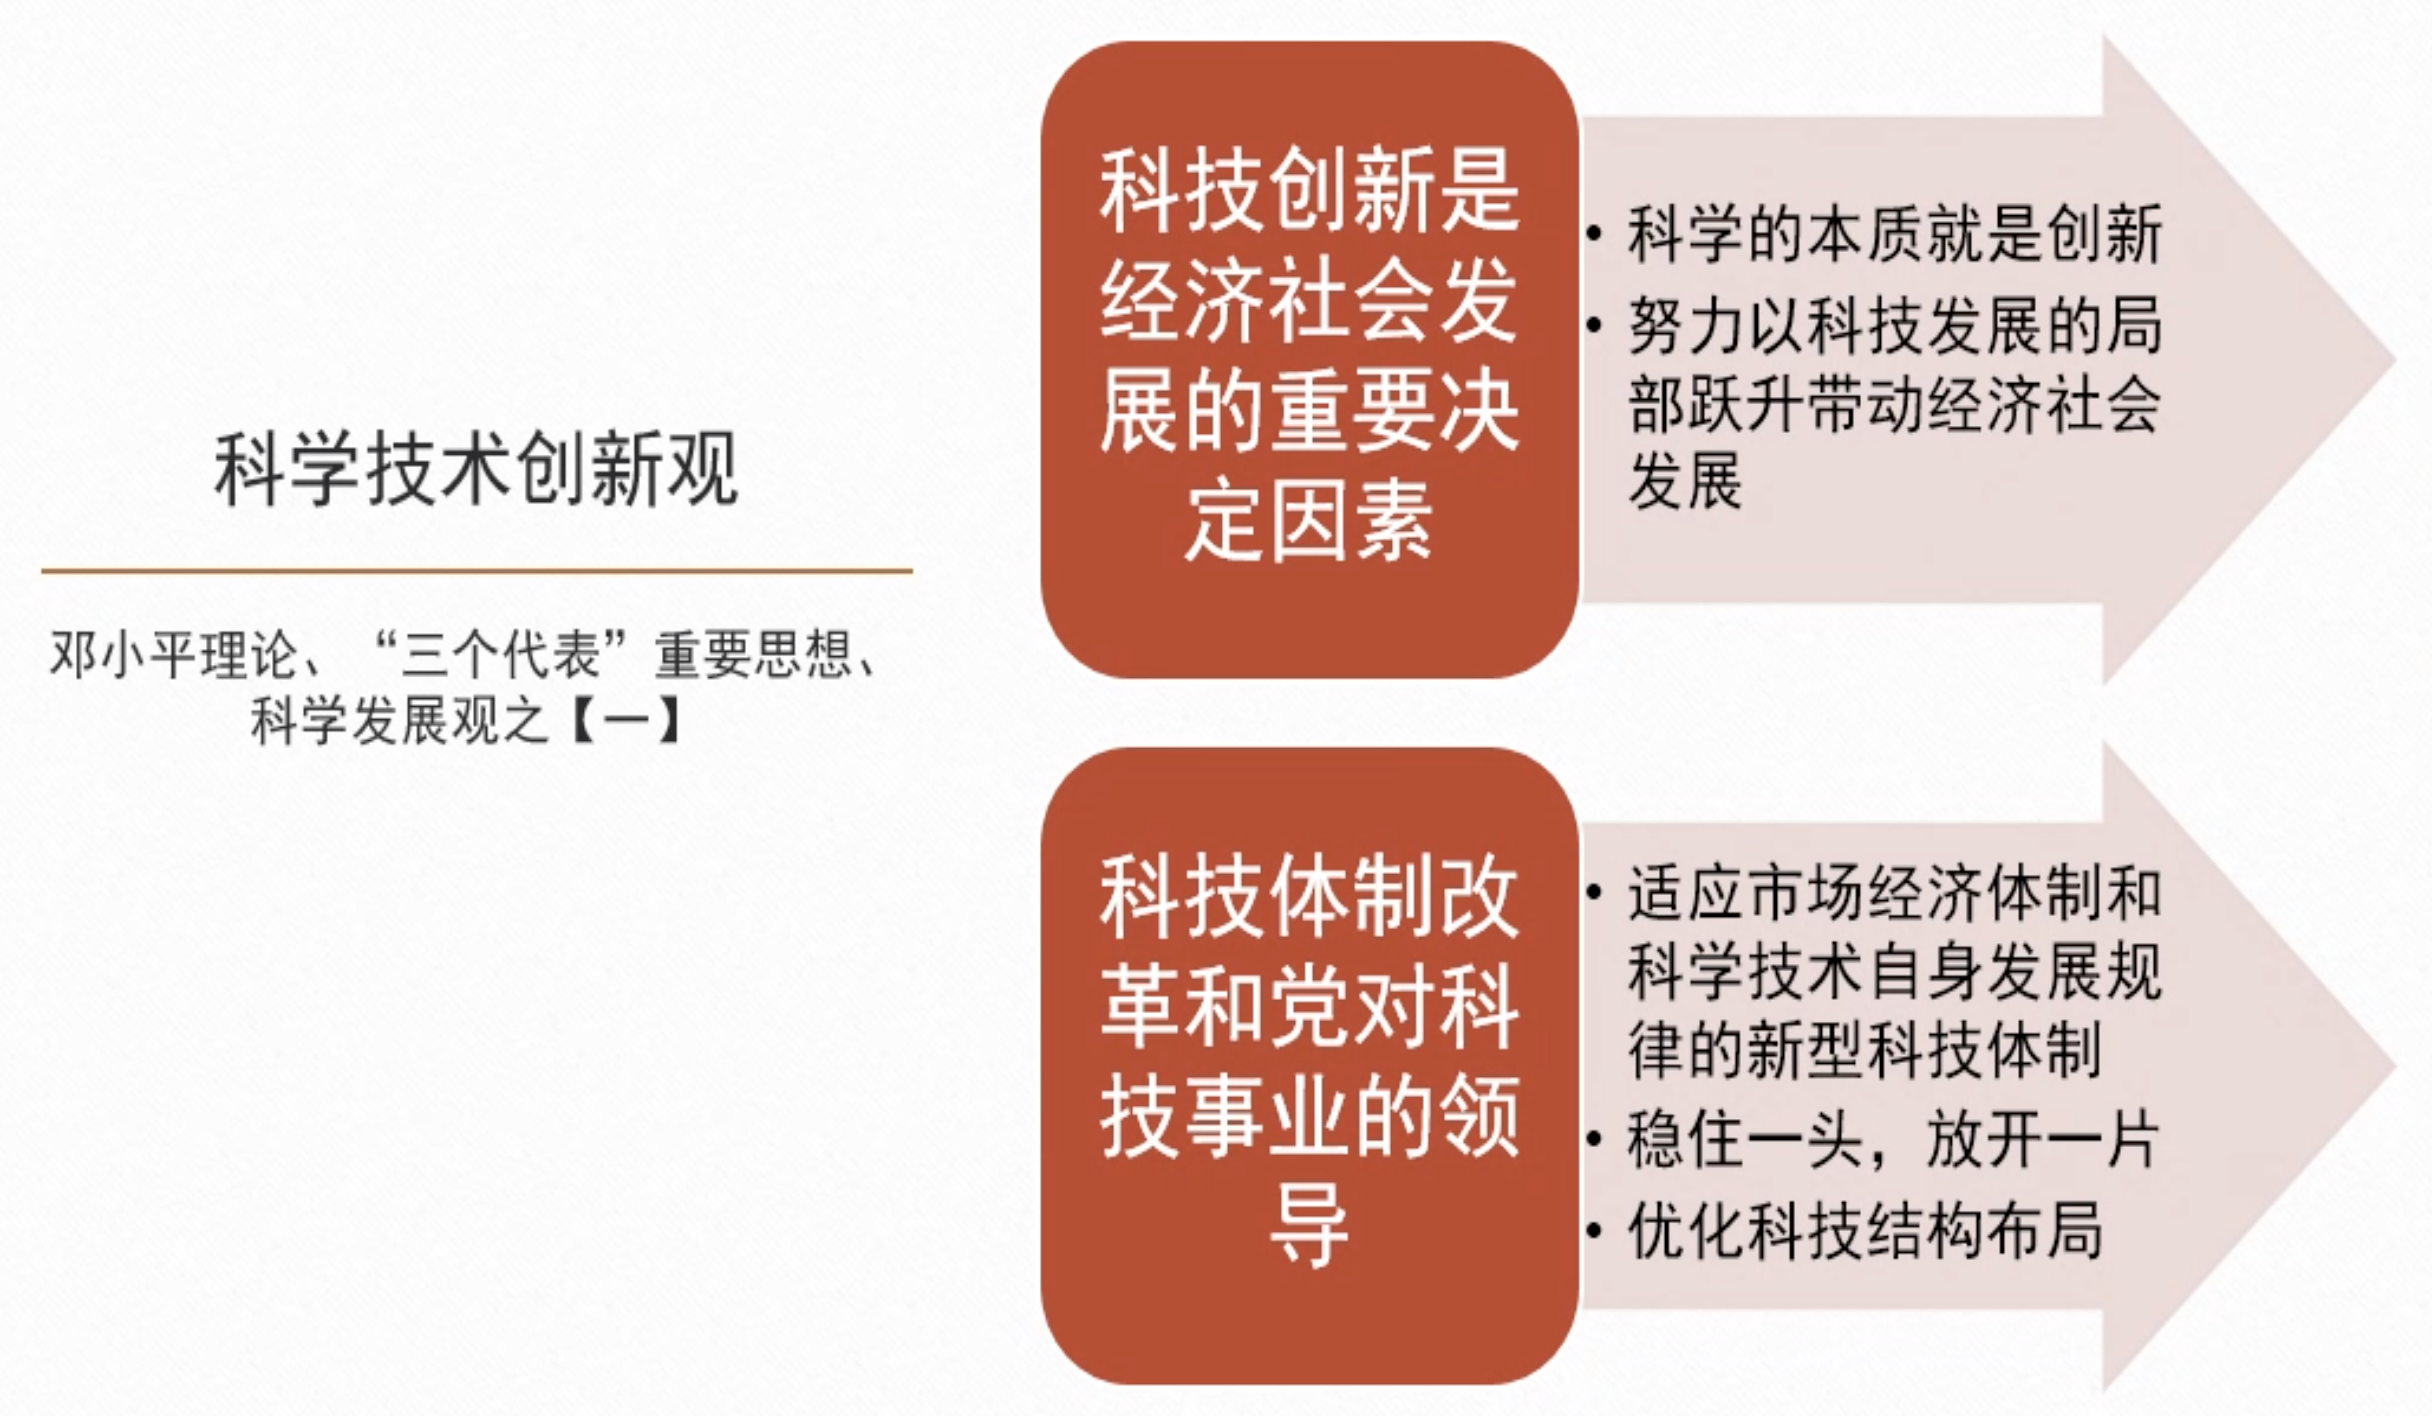 科学技术创新观
邓小平理论、“三个代表”重要思想、
科学发展观之【一】
科技创新是
经济社会发
展的重要决
定因素
• 科学的本质就是创新
• 努力以科技发展的局
部跃升带动经济社会
发展
科技体制改
革和党对科
技事业的领
导
• 适应市场经济体制和
科学技术自身发展规
律的新型科技体制
• 稳住一头，放开一片
• 优化科技结构布局